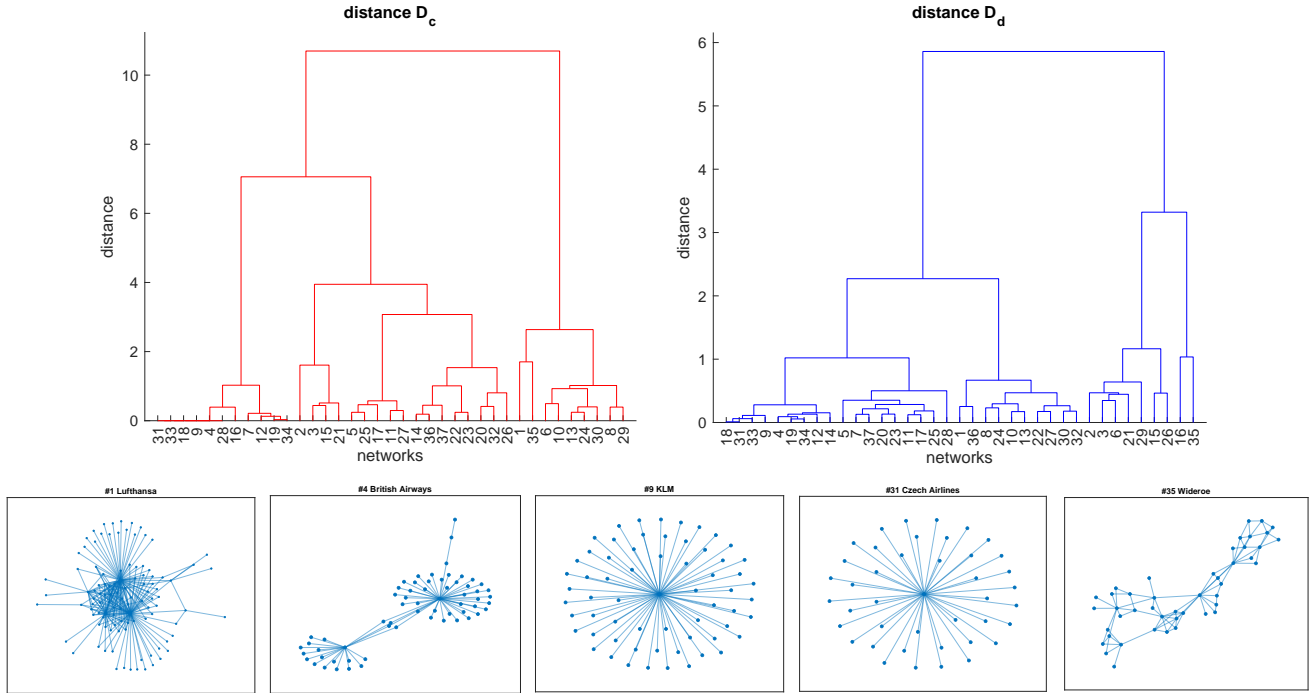 distance D_c
distance D_d
10
8
6
4
2
0
distance
31 33 18 9 4 28 16 7 12 19 34 2 3 15 21 5 25 17 11 27 14 36 37 22 23 20 32 26 1 35 6 10 13 24 30 8 29
networks
6
5
4
3
2
1
0
distance
18 31 33 9 4 19 34 12 14 5 7 37 20 23 11 17 25 28 1 36 8 24 10 13 22 27 30 32 2 3 6 21 29 15 26 16 35
networks
#1 Lufthansa
#4 British Airways
#9 KLM
#31 Czech Airlines
#35 Wideroe